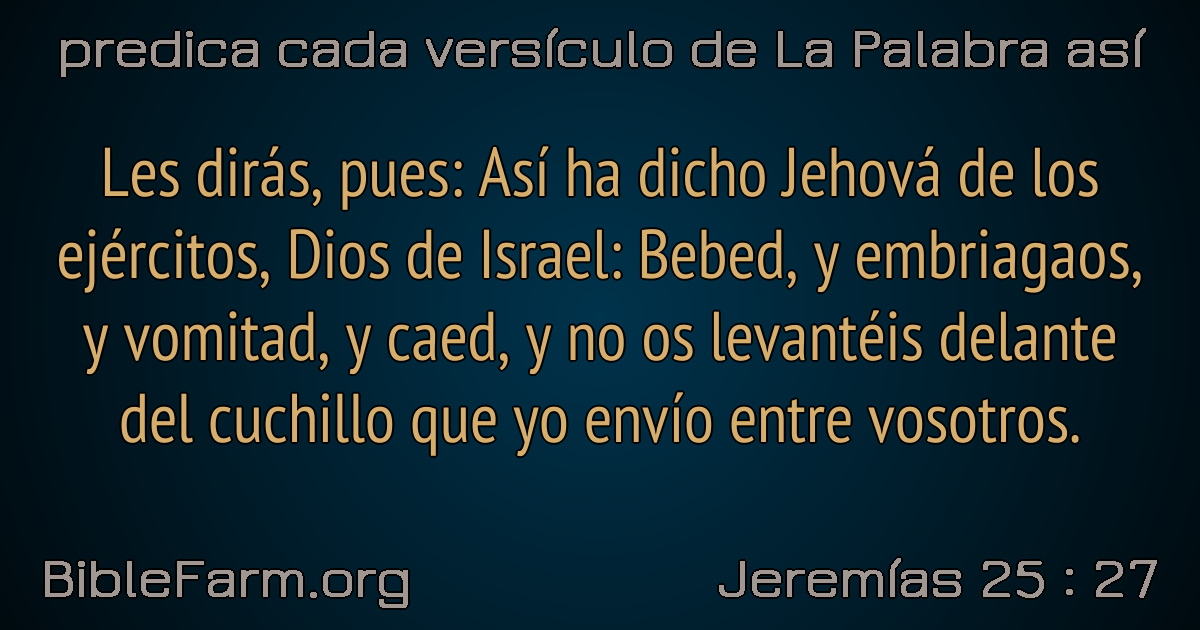 predica cada versículo de La Palabra así
Les dirás, pues: Así ha dicho Jehová de los
ejércitos, Dios de Israel: Bebed, y embriagaos,
y vomitad, y caed, y no os levantéis delante
del cuchillo que yo envío entre vosotros.
BibleFarm.org
Jeremías 25 : 27